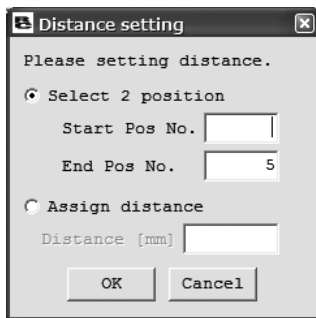 Distance setting
Please setting distance.
Select 2 position
Start Pos No.
End Pos No. 5
Assign distance
Distance [mm]
OK Cancel